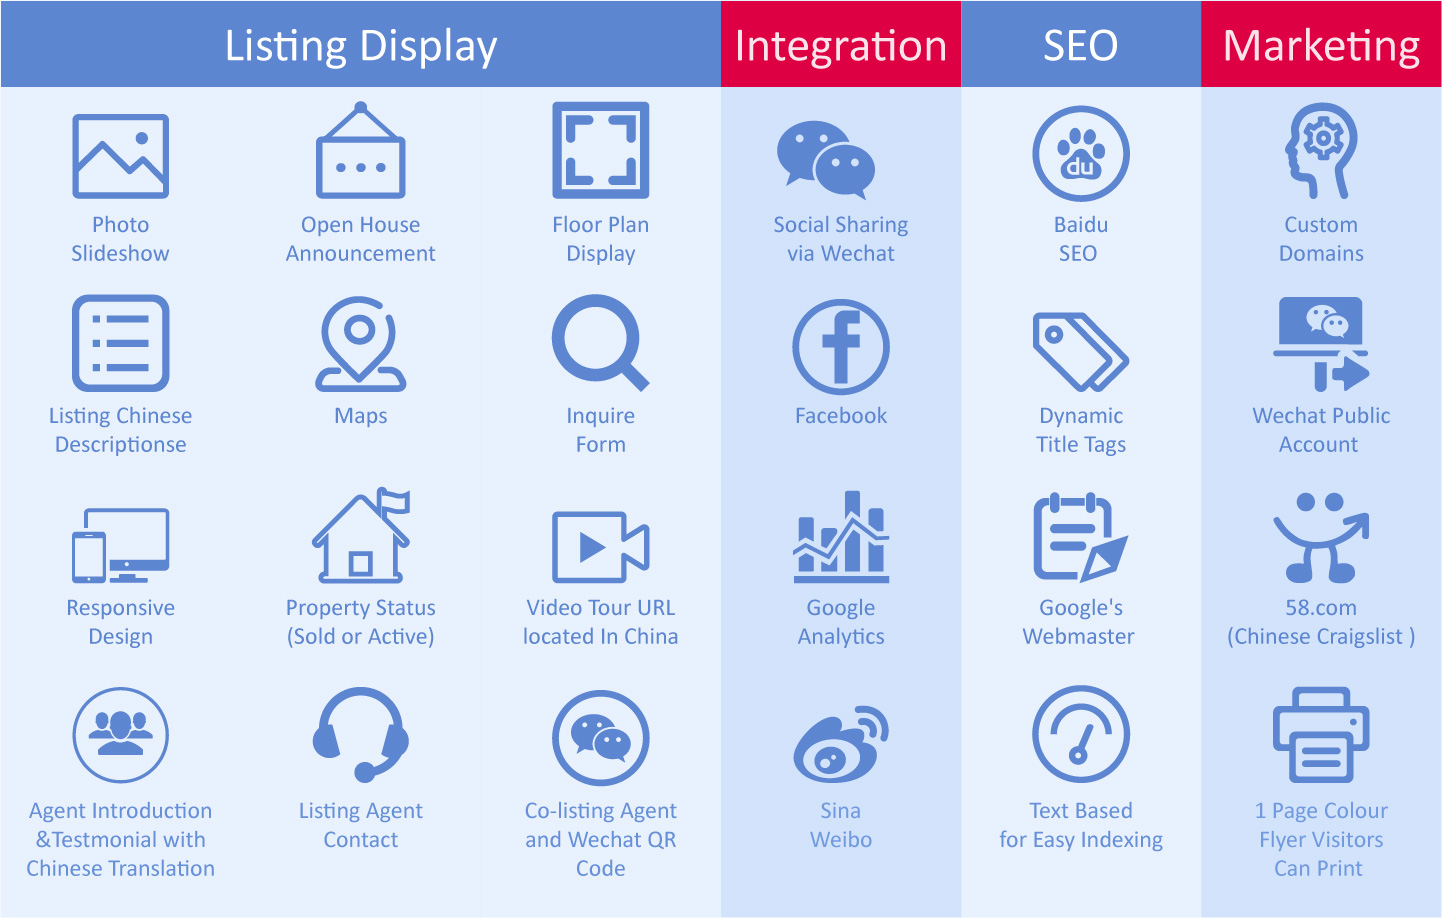 Listing Display
Integration
SEO
Marketing
Photo
Slideshow
Open House
Announcement
Floor Plan
Display
Social Sharing
via Wechat
du
Baidu
SEO
Custom
Domains
Listing Chinese
Descriptionse
Maps
Inquire
Form
f
Facebook
Dynamic
Title Tags
Wechat Public
Account
Responsive
Design
Property Status
(Sold or Active)
Video Tour URL
located In China
Google
Analytics
Google's
Webmaster
58.com
(Chinese Craigslist )
Agent Introduction
&Testmonial with
Chinese Translation
Listing Agent
Contact
Co-listing Agent
and Wechat QR
Code
Sina
Weibo
Text Based
for Easy Indexing
1 Page Colour
Flyer Visitors
Can Print